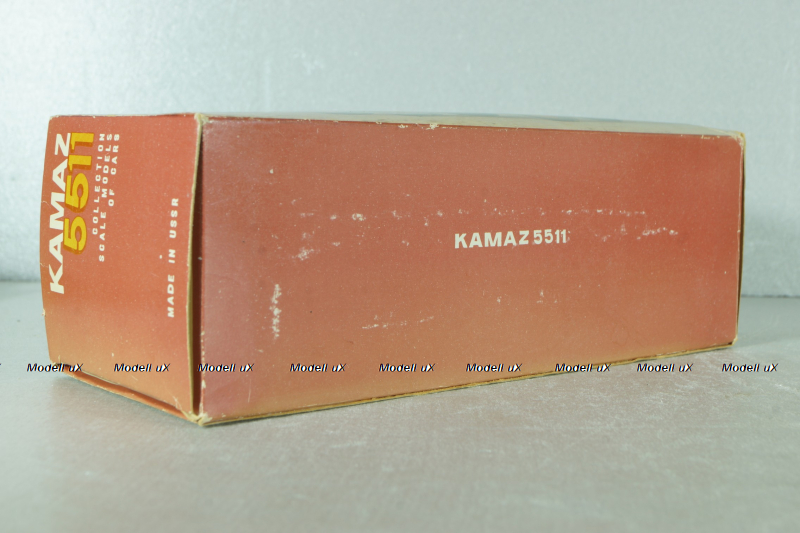 KAMAZ
5511
COLLECTION
SCALE MODELS
OF CARS
MADE IN USSR
KAMAZ 5511
Modell uX Modell uX Modell uX Modell uX Modell uX Modell uX Modell uX Modell uX Modell uX